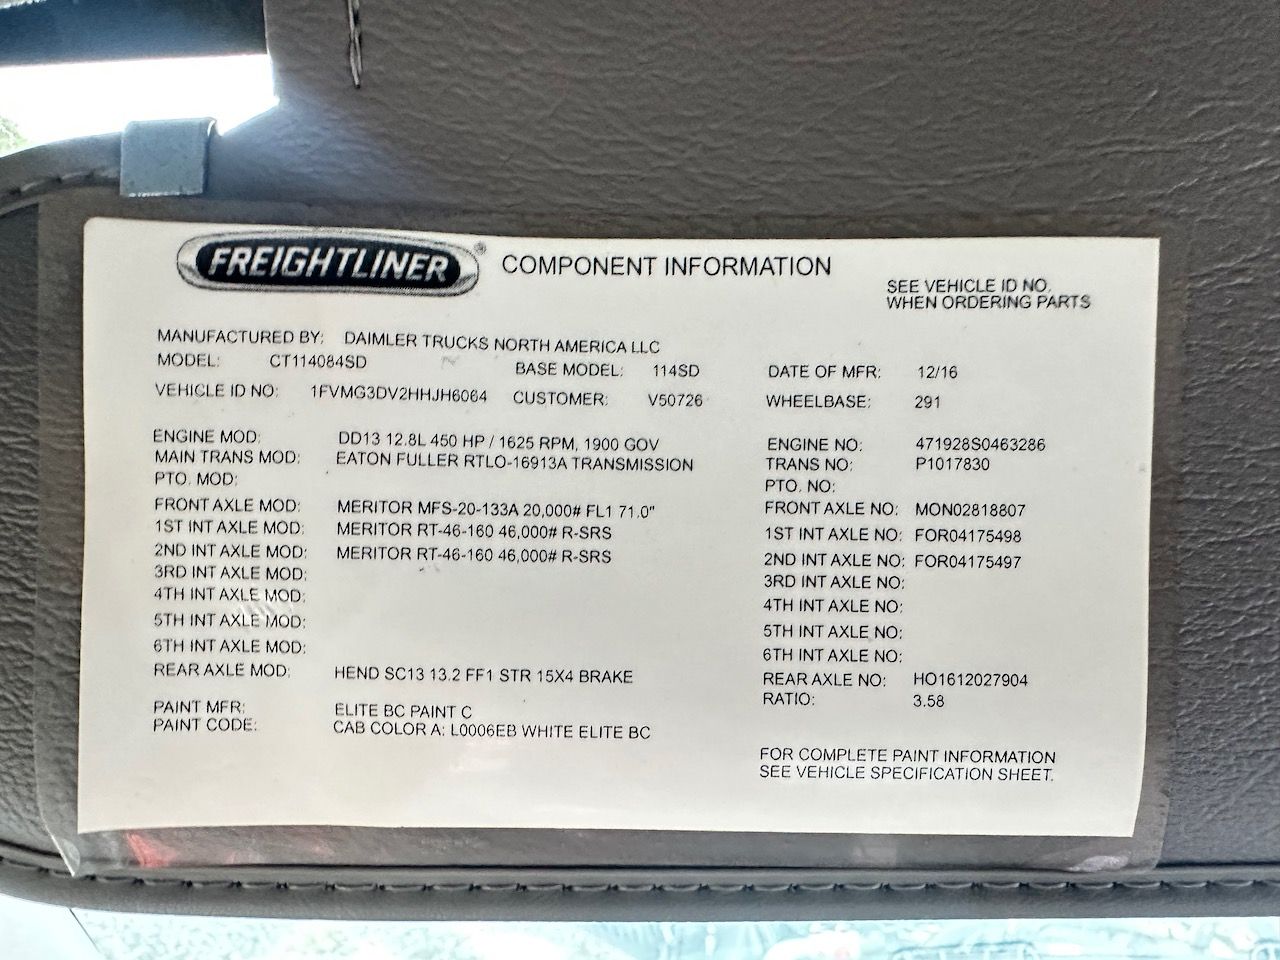 FREIGHTLINER® COMPONENT INFORMATION
SEE VEHICLE ID NO.
WHEN ORDERING PARTS
MANUFACTURED BY: DAIMLER TRUCKS NORTH AMERICA LLC
MODEL: CT114084SD BASE MODEL: 114SD DATE OF MFR: 12/16
VEHICLE ID NO: 1FVMG3DV2HHJH6064 CUSTOMER: V50726 WHEELBASE: 291
ENGINE MOD: DD13 12.8L 450 HP / 1625 RPM, 1900 GOV ENGINE NO: 471928S0463286
MAIN TRANS MOD: EATON FULLER RTLO-16913A TRANSMISSION TRANS NO: P1017830
PTO. MOD: PTO. NO:
FRONT AXLE MOD: MERITOR MFS-20-133A 20,000# FL1 71.0" FRONT AXLE NO: MON02818807
1ST INT AXLE MOD: MERITOR RT-46-160 46,000# R-SRS 1ST INT AXLE NO: FOR04175498
2ND INT AXLE MOD: MERITOR RT-46-160 46,000# R-SRS 2ND INT AXLE NO: FOR04175497
3RD INT AXLE MOD: 3RD INT AXLE NO:
4TH INT AXLE MOD: 4TH INT AXLE NO:
5TH INT AXLE MOD: 5TH INT AXLE NO:
6TH INT AXLE MOD: 6TH INT AXLE NO:
REAR AXLE MOD: HEND SC13 13.2 FF1 STR 15X4 BRAKE REAR AXLE NO: HO1612027904
RATIO: 3.58
PAINT MFR: ELITE BC PAINT C
PAINT CODE: CAB COLOR A: L0006EB WHITE ELITE BC
FOR COMPLETE PAINT INFORMATION
SEE VEHICLE SPECIFICATION SHEET.